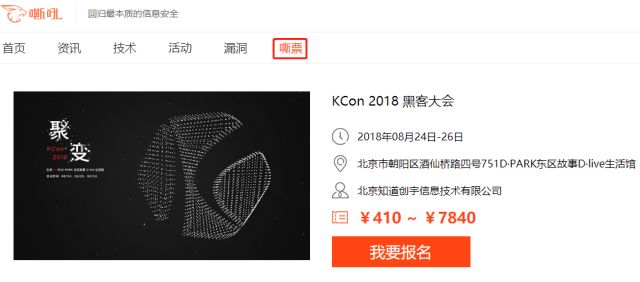 嘶吼 回归最本质的信息安全
首页 资讯 技术 活动 漏洞 嘶票
聚变
KCon
2018
KCon 2018 黑客大会
2018年08月24日-26日
北京市朝阳区酒仙桥路四号751D·PARK东区故事D·live生活馆
北京知道创宇信息技术有限公司
￥410 ~ ￥7840
我要报名